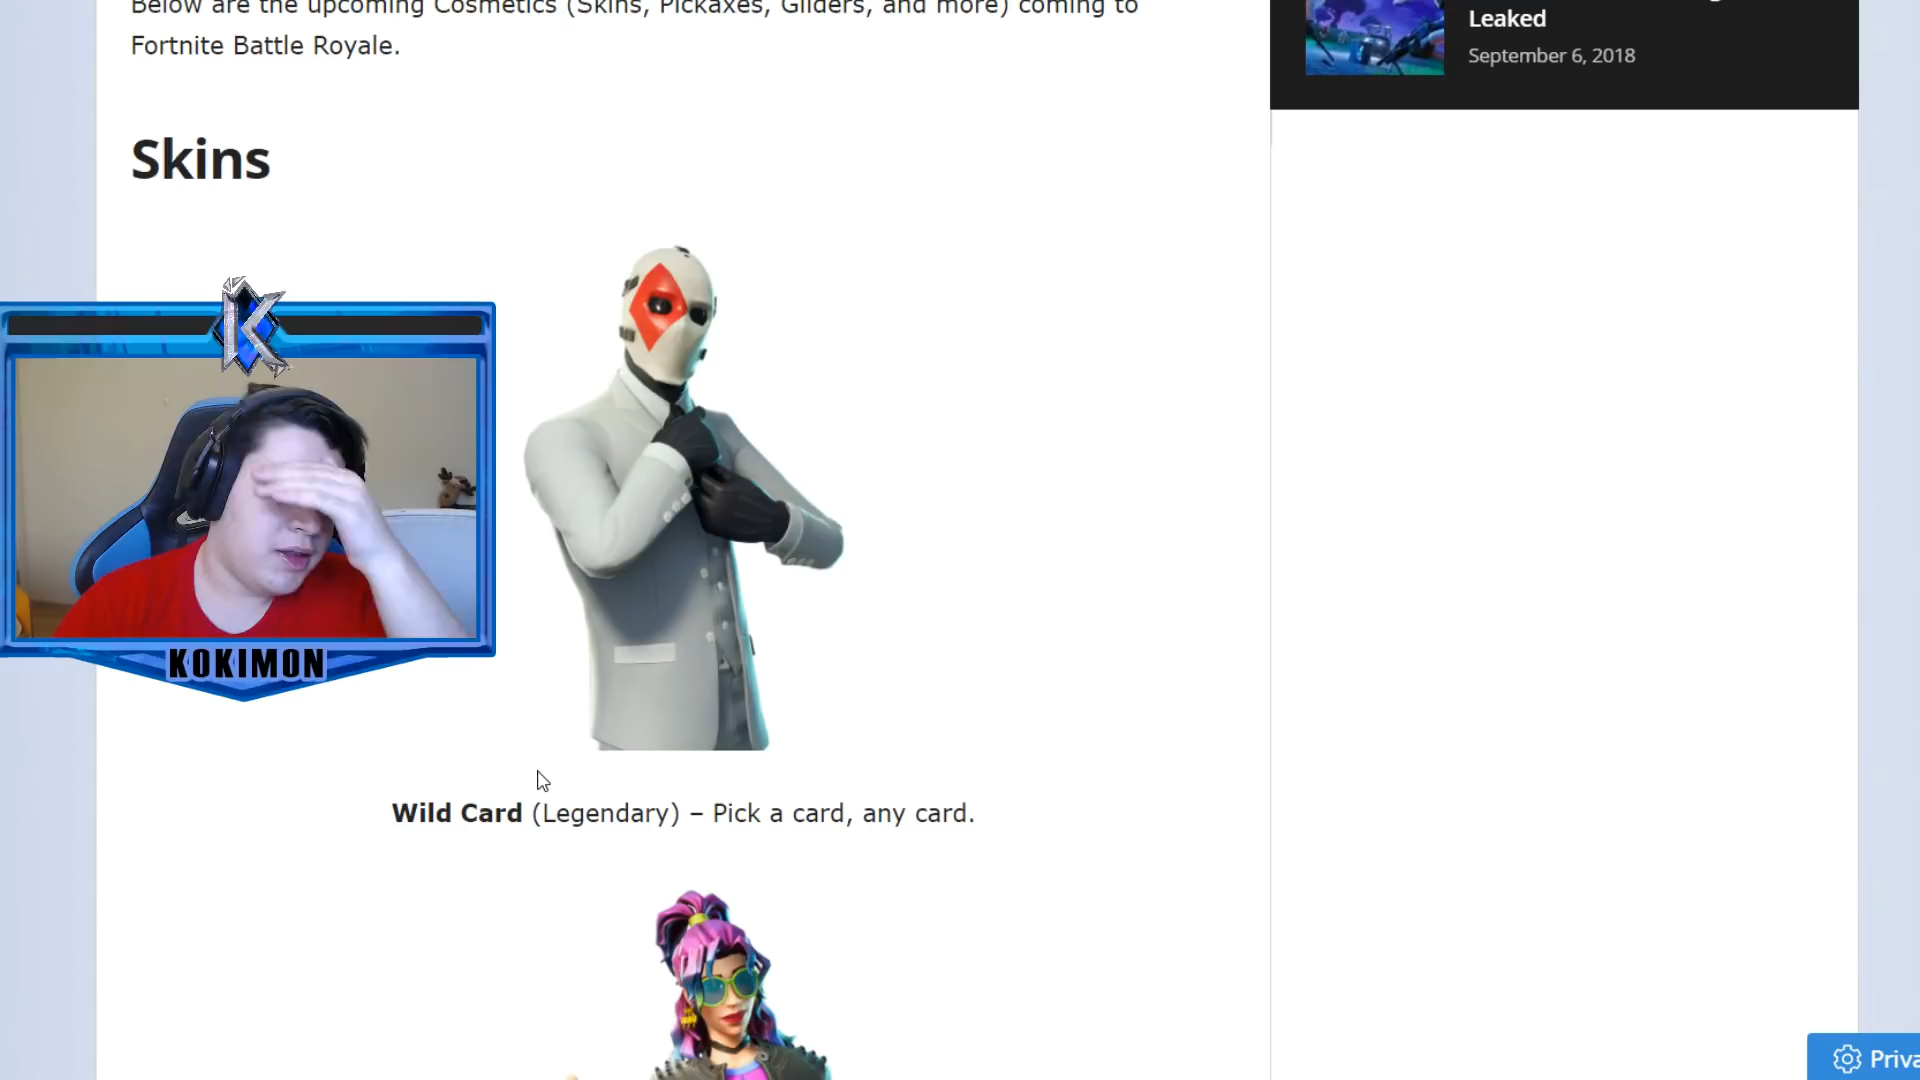 Below are the upcoming Cosmetics (Skins, Pickaxes, Gliders, and more) coming to
Fortnite Battle Royale.
Leaked
September 6, 2018
Skins
K
KOKIMON
Wild Card (Legendary) – Pick a card, any card.